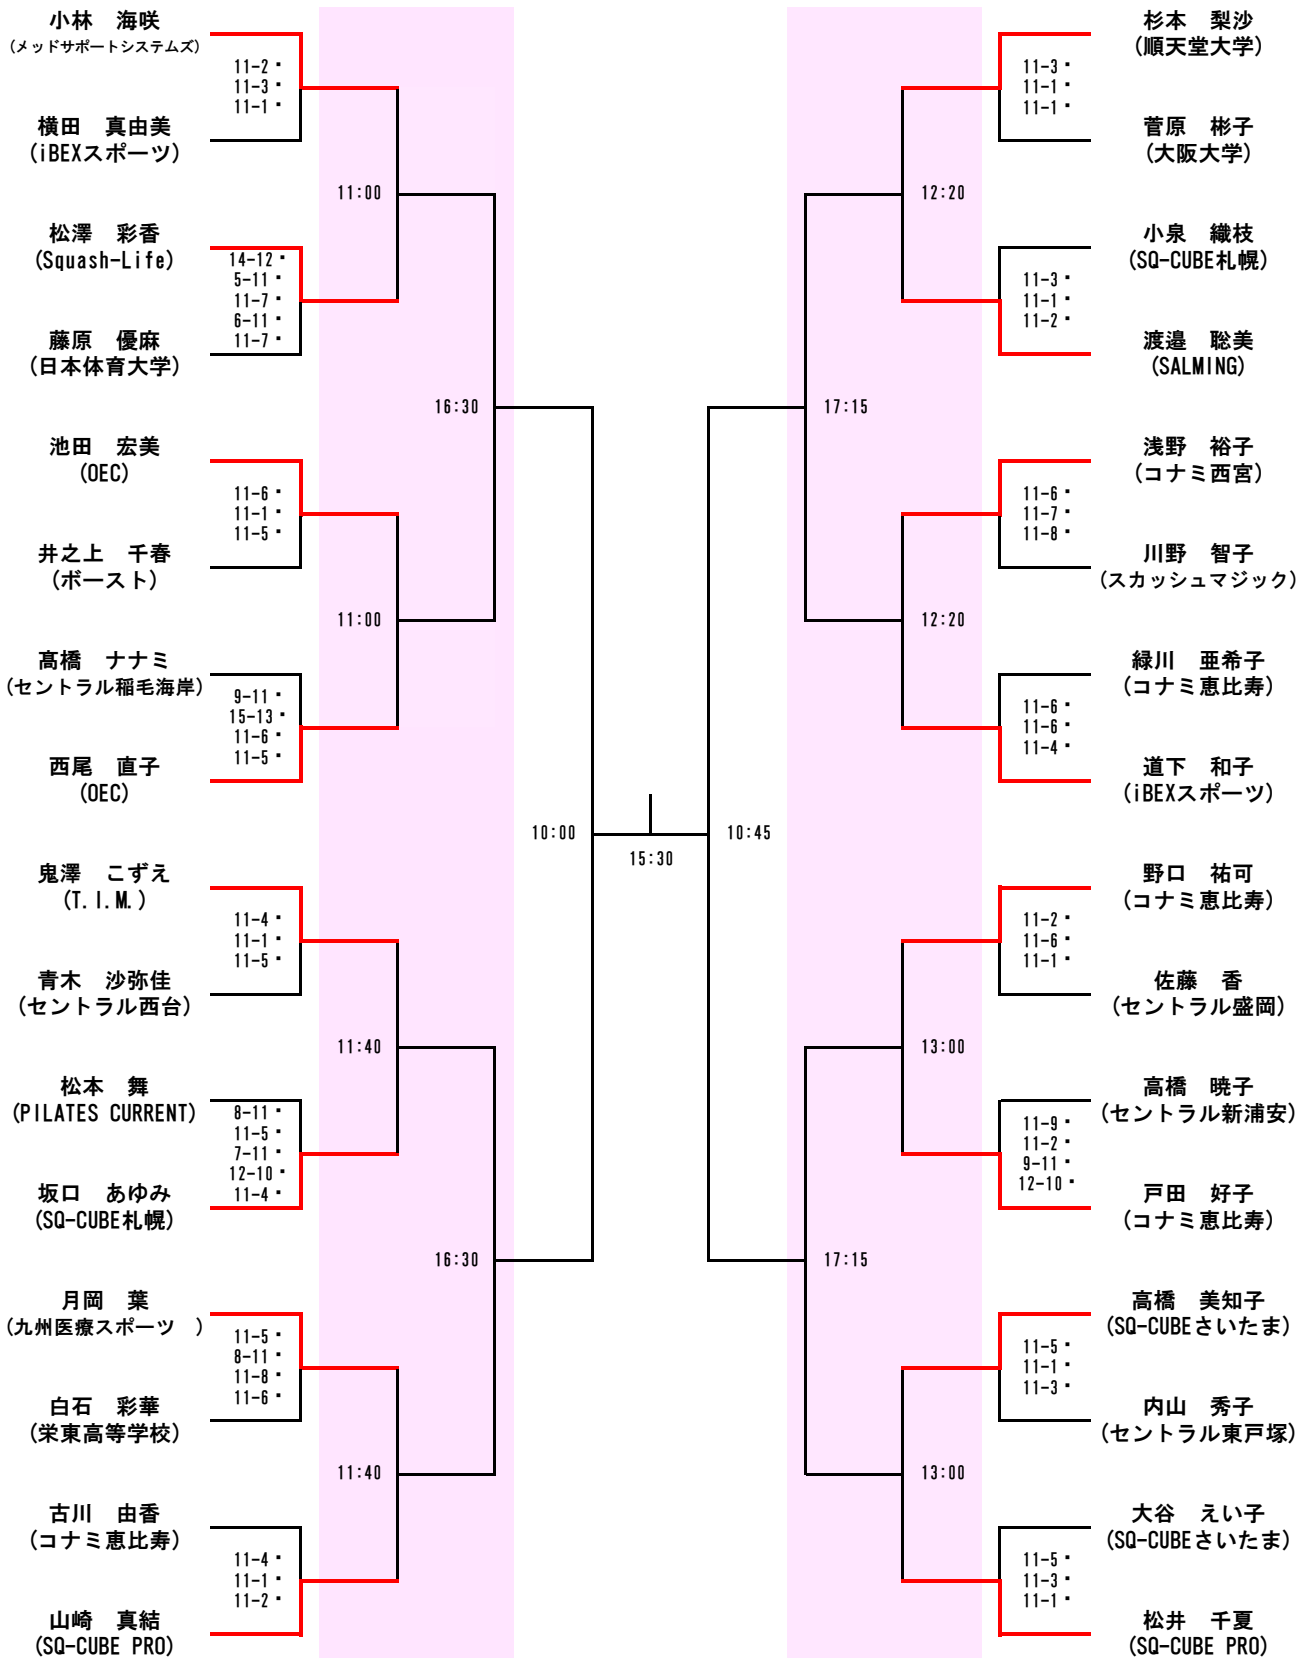 小林　海咲
(メッドサポートシステムズ)
11-2・
11-3・
11-1・
横田　真由美
(iBEXスポーツ)
11:00
松澤　彩香
(Squash-Life)
14-12・
5-11・
11-7・
6-11・
11-7・
藤原　優麻
(日本体育大学)
16:30
池田　宏美
(OEC)
11-6・
11-1・
11-5・
井之上　千春
(ボースト)
11:00
髙橋　ナナミ
(セントラル稲毛海岸)
9-11・
15-13・
11-6・
11-5・
西尾　直子
(OEC)
10:00
鬼澤　こずえ
(T.I.M.)
11-4・
11-1・
11-5・
青木　沙弥佳
(セントラル西台)
11:40
松本　舞
(PILATES CURRENT)
8-11・
11-5・
7-11・
12-10・
11-4・
坂口　あゆみ
(SQ-CUBE札幌)
16:30
月岡　葉
(九州医療スポーツ　)
11-5・
8-11・
11-8・
11-6・
白石　彩華
(栄東高等学校)
11:40
古川　由香
(コナミ恵比寿)
11-4・
11-1・
11-2・
山崎　真結
(SQ-CUBE PRO)
15:30
杉本　梨沙
(順天堂大学)
11-3・
11-1・
11-1・
菅原　彬子
(大阪大学)
12:20
小泉　織枝
(SQ-CUBE札幌)
11-3・
11-1・
11-2・
渡邉　聡美
(SALMING)
17:15
浅野　裕子
(コナミ西宮)
11-6・
11-7・
11-8・
川野　智子
(スカッシュマジック)
12:20
緑川　亜希子
(コナミ恵比寿)
11-6・
11-6・
11-4・
道下　和子
(iBEXスポーツ)
10:45
野口　祐可
(コナミ恵比寿)
11-2・
11-6・
11-1・
佐藤　香
(セントラル盛岡)
13:00
高橋　暁子
(セントラル新浦安)
11-9・
11-2・
9-11・
12-10・
戸田　好子
(コナミ恵比寿)
17:15
高橋　美知子
(SQ-CUBEさいたま)
11-5・
11-1・
11-3・
内山　秀子
(セントラル東戸塚)
13:00
大谷　えい子
(SQ-CUBEさいたま)
11-5・
11-3・
11-1・
松井　千夏
(SQ-CUBE PRO)